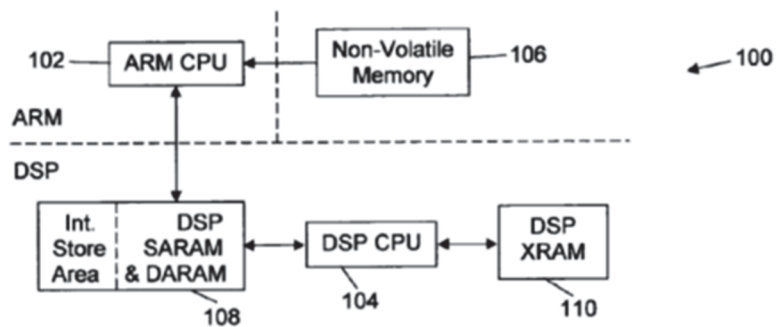 102
ARM CPU
Non-Volatile
Memory
106
100
ARM
DSP
Int.
Store
Area
DSP
SARAM
& DARAM
108
DSP CPU
104
DSP
XRAM
110